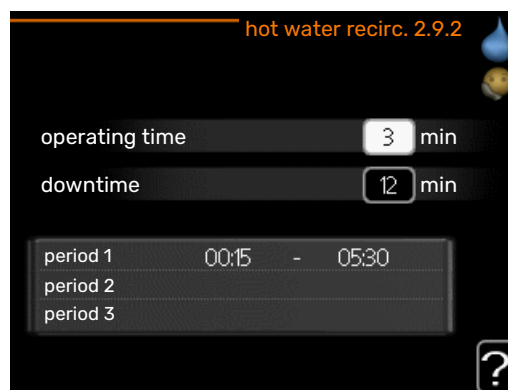 hot water recirc. 2.9.2
operating time 3 min
downtime 12 min
period 1 00:15 - 05:30
period 2
period 3
?